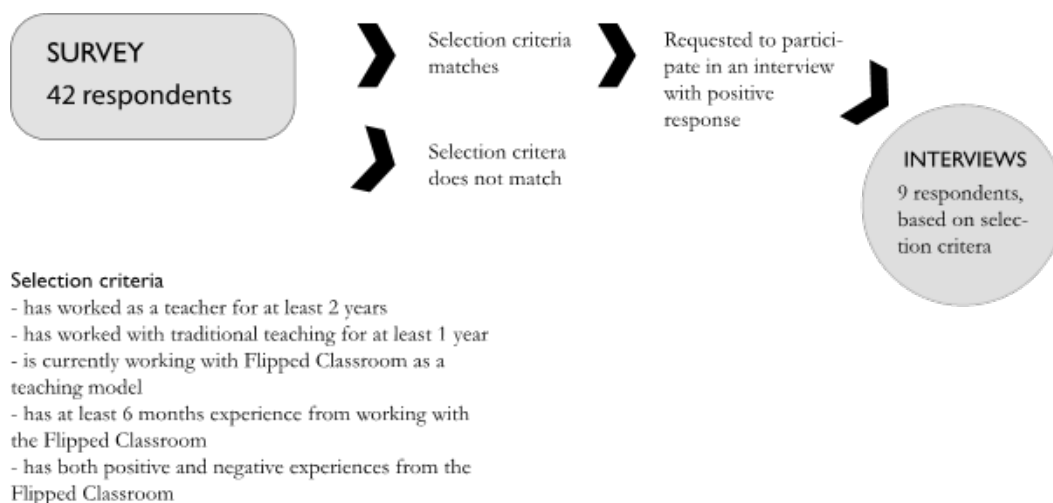 SURVEY
42 respondents
Selection criteria
matches
Requested to partici-
pate in an interview
with positive
response
Selection critera
does not match
INTERVIEWS
9 respondents,
based on selec-
tion critera
Selection criteria
- has worked as a teacher for at least 2 years
- has worked with traditional teaching for at least 1 year
- is currently working with Flipped Classroom as a
teaching model
- has at least 6 months experience from working with
the Flipped Classroom
- has both positive and negative experiences from the
Flipped Classroom